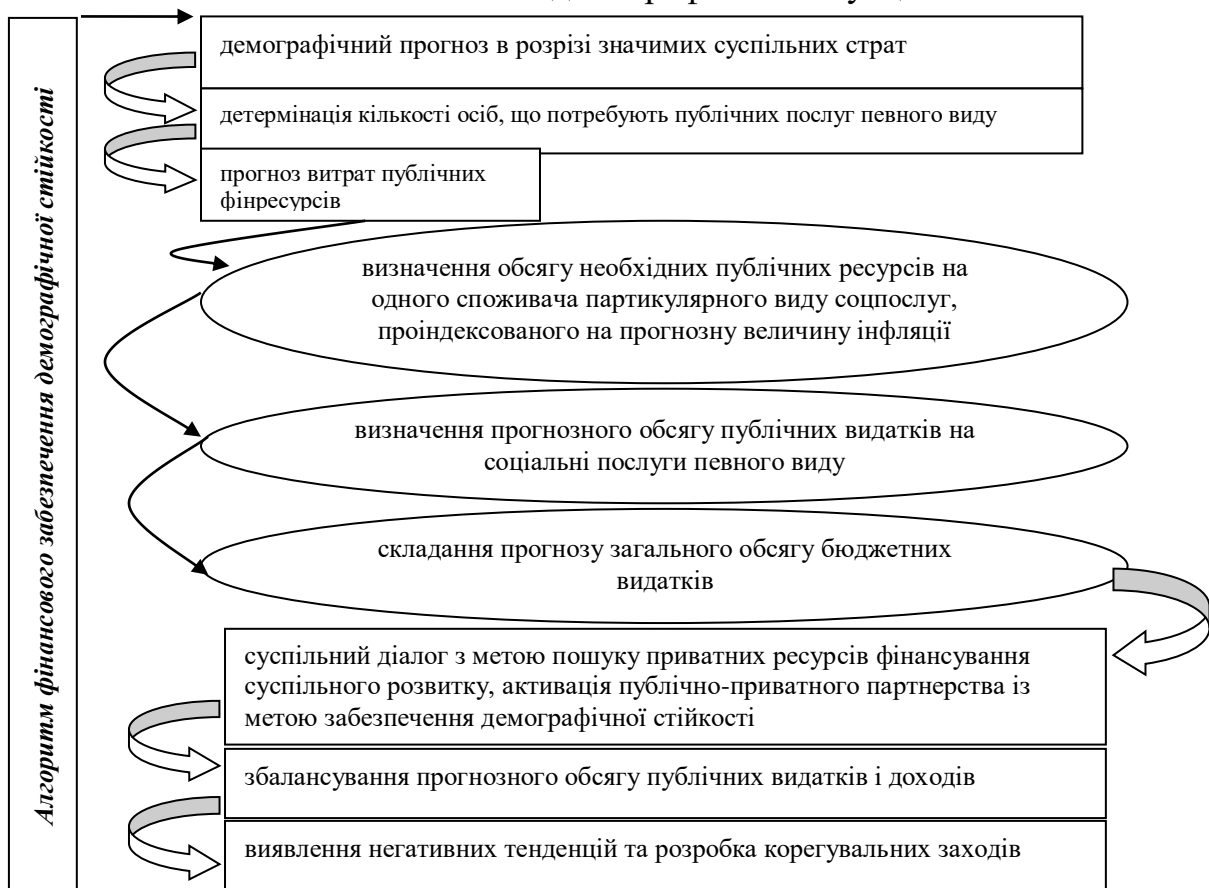 демографічний прогноз в розрізі значимих суспільних страт
детермінація кількості осіб, що потребують публічних послуг певного виду
прогноз витрат публічних
фінресурсів
визначення обсягу необхідних публічних ресурсів на
одного споживача партикулярного виду соцпослуг,
проіндексованого на прогнозну величину інфляції
визначення прогнозного обсягу публічних видатків на
соціальні послуги певного виду
складання прогнозу загального обсягу бюджетних
видатків
суспільний діалог з метою пошуку приватних ресурсів фінансування
суспільного розвитку, активація публічно-приватного партнерства із
метою забезпечення демографічної стійкості
збалансування прогнозного обсягу публічних видатків і доходів
виявлення негативних тенденцій та розробка корегувальних заходів
Алгоритм фінансового забезпечення демографічної стійкості